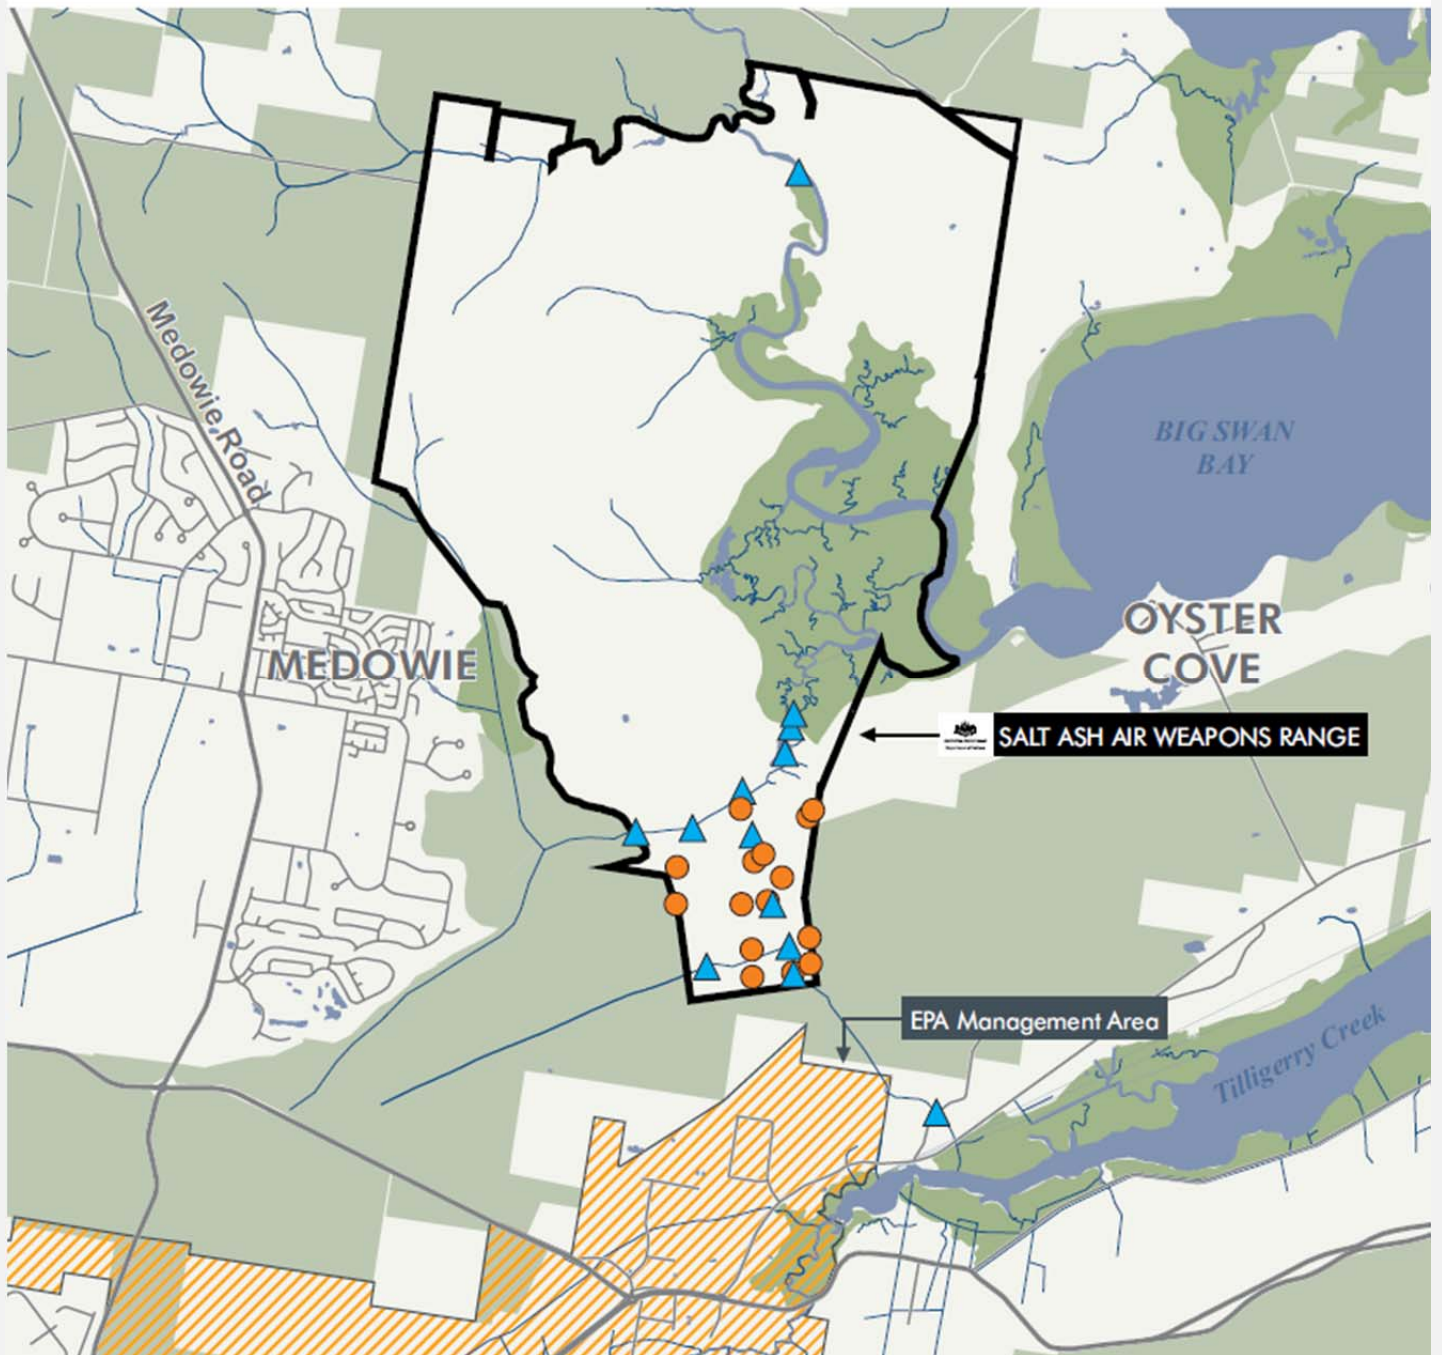 Medowie Road
BIG SWAN
BAY
OYSTER
COVE
MEDOWIE
SALT ASH AIR WEAPONS RANGE
EPA Management Area
Tilligerry Creek